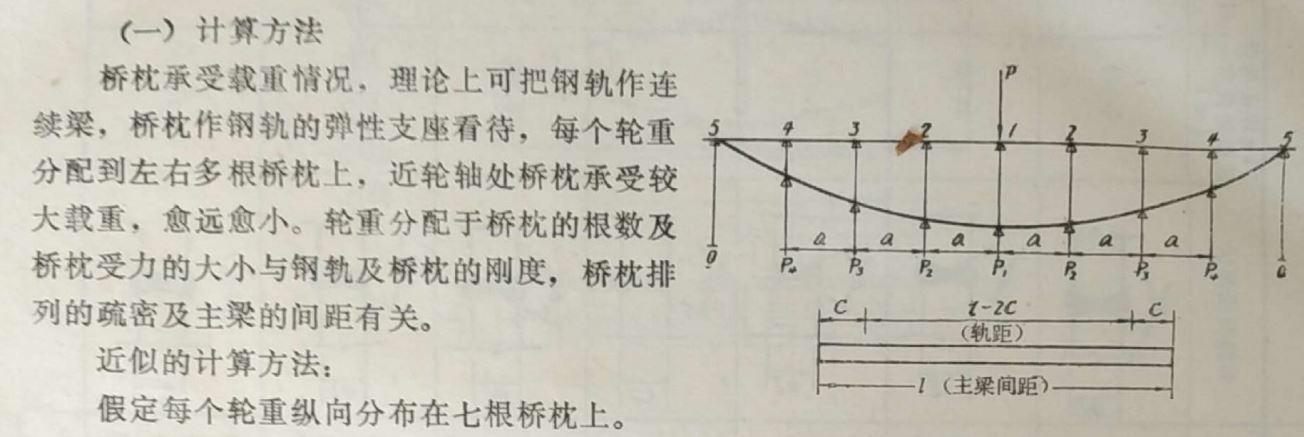 (一) 计算方法
桥枕承受载重情况，理论上可把钢轨作连
续梁，桥枕作钢轨的弹性支座看待，每个轮重
分配到左右多根桥枕上，近轮轴处桥枕承受较
大载重，愈远愈小。轮重分配于桥枕的根数及
桥枕受力的大小与钢轨及桥枕的刚度，桥枕排
列的疏密及主梁的间距有关。
近似的计算方法：
假定每个轮重纵向分布在七根桥枕上。
P
5 4 3 2 1 2 3 4 5
a a a a a a
0 P₄ P₃ P₂ P₁ P₂ P₃ P₄ 0
C l-2C C
(轨距)
l (主梁间距)